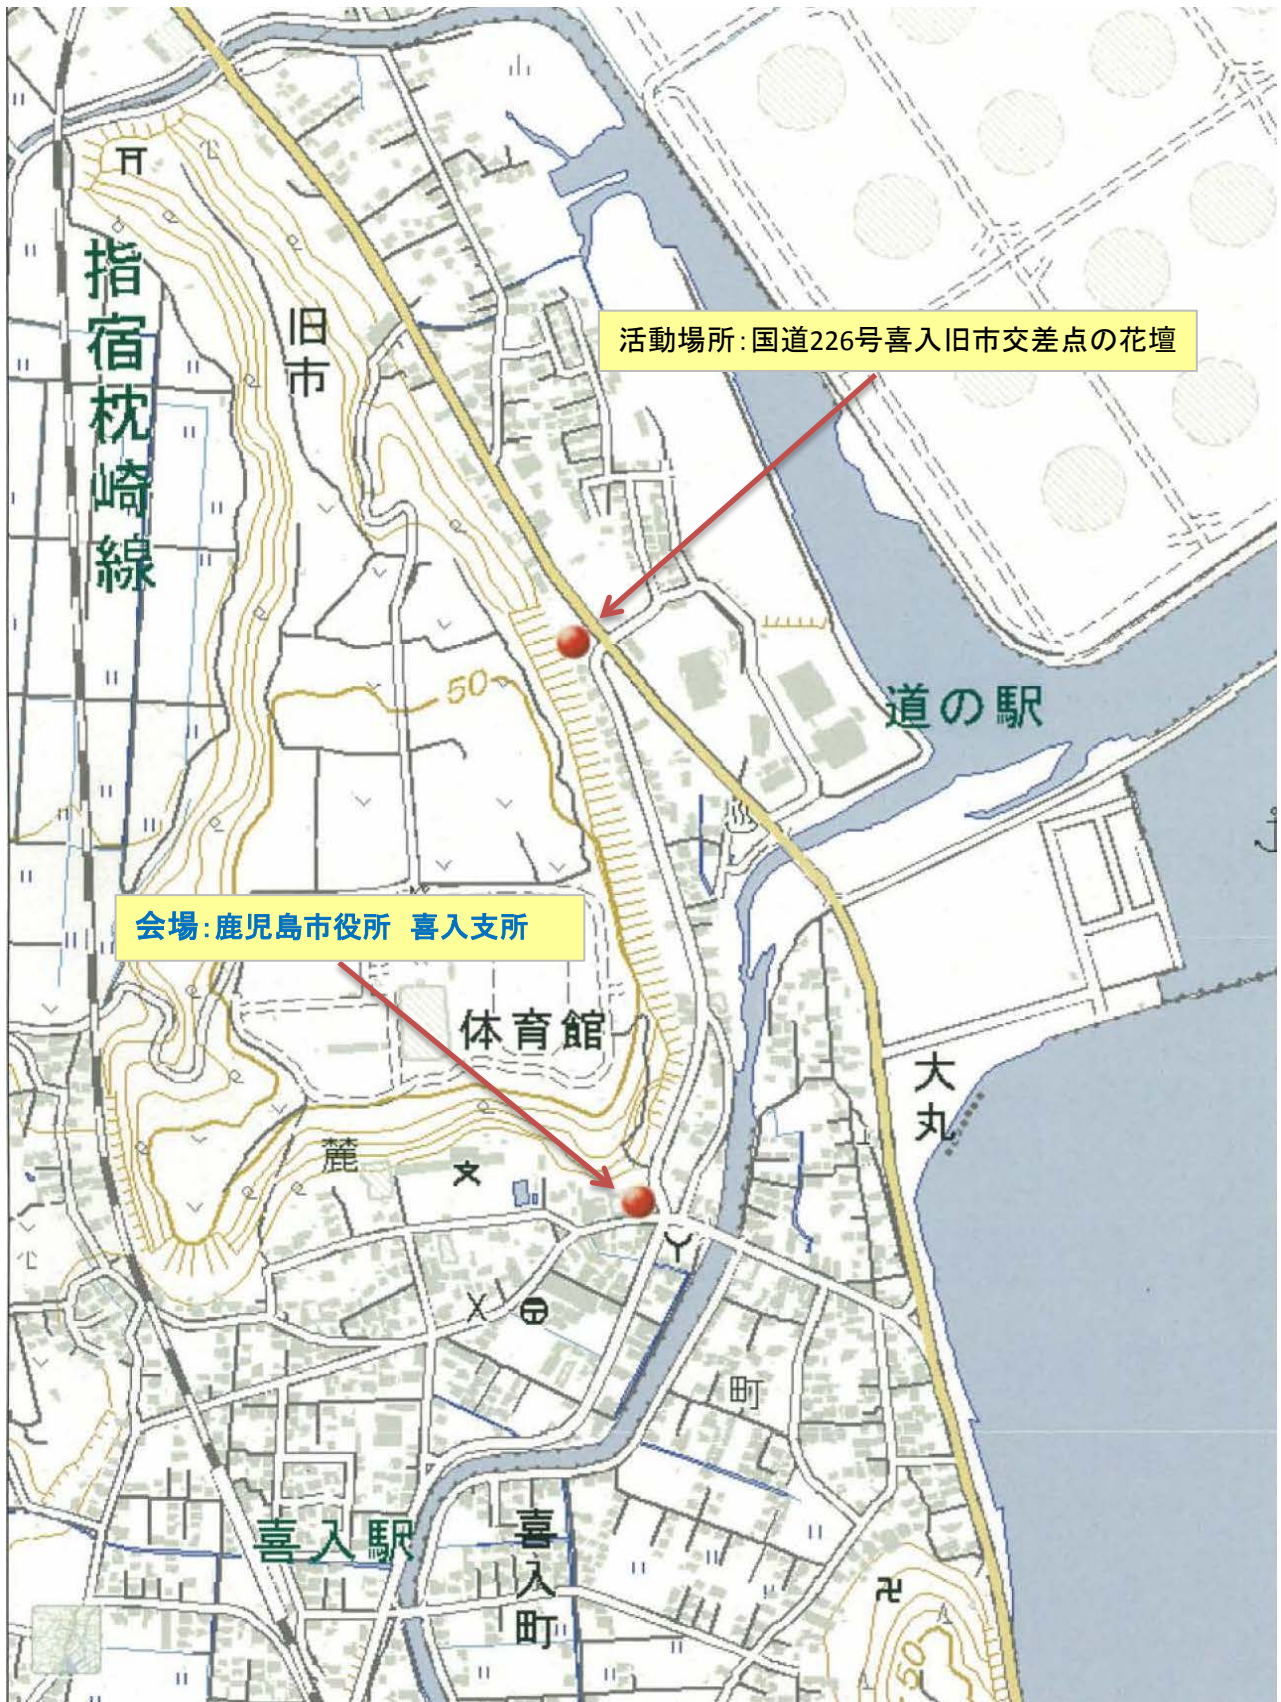 指宿枕崎線
旧市
活動場所：国道226号喜入旧市交差点の花壇
50
道の駅
会場：鹿児島市役所　喜入支所
体育館
大丸
麓
町
喜入駅
喜入町
50